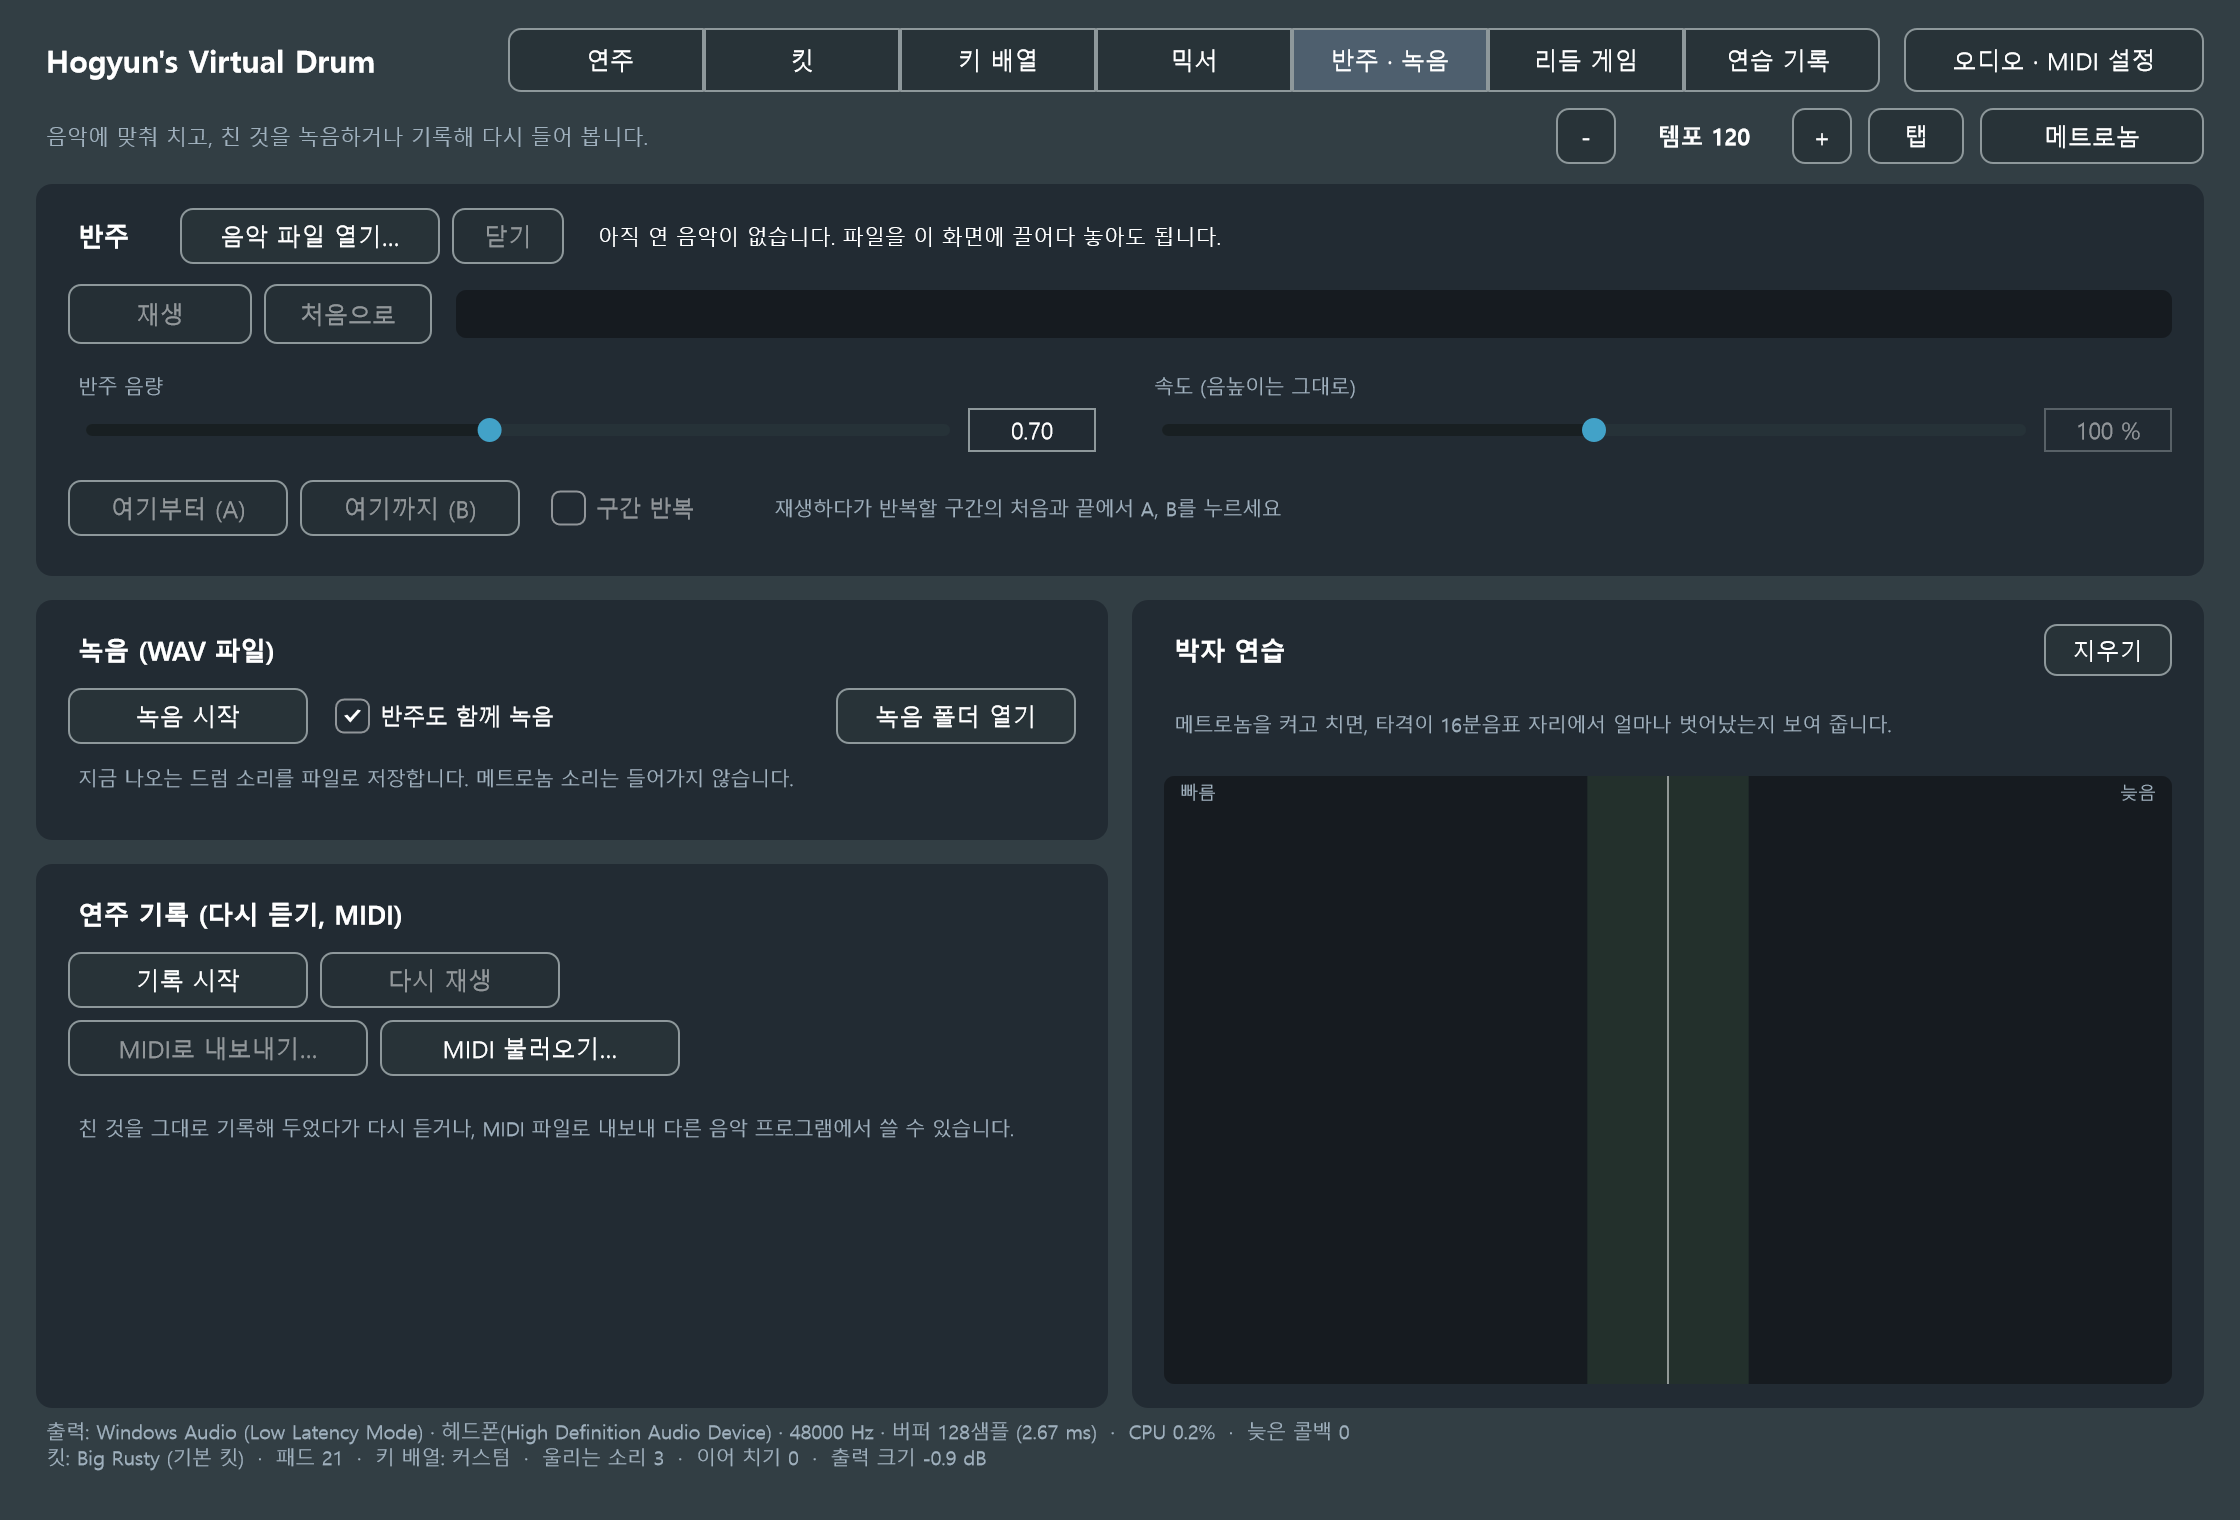 Hogyun's Virtual Drum
연주
킷
키 배열
믹서
반주 · 녹음
리듬 게임
연습 기록
오디오 · MIDI 설정
음악에 맞춰 치고, 친 것을 녹음하거나 기록해 다시 들어 봅니다.
-
템포 120
+
탭
메트로놈
반주
음악 파일 열기...
닫기
아직 연 음악이 없습니다. 파일을 이 화면에 끌어다 놓아도 됩니다.
재생
처음으로
반주 음량
0.70
속도 (음높이는 그대로)
100 %
여기부터 (A)
여기까지 (B)
구간 반복
재생하다가 반복할 구간의 처음과 끝에서 A, B를 누르세요
녹음 (WAV 파일)
녹음 시작
반주도 함께 녹음
녹음 폴더 열기
지금 나오는 드럼 소리를 파일로 저장합니다. 메트로놈 소리는 들어가지 않습니다.
연주 기록 (다시 듣기, MIDI)
기록 시작
다시 재생
MIDI로 내보내기...
MIDI 불러오기...
친 것을 그대로 기록해 두었다가 다시 듣거나, MIDI 파일로 내보내 다른 음악 프로그램에서 쓸 수 있습니다.
박자 연습
지우기
메트로놈을 켜고 치면, 타격이 16분음표 자리에서 얼마나 벗어났는지 보여 줍니다.
빠름
늦음
출력: Windows Audio (Low Latency Mode) · 헤드폰(High Definition Audio Device) · 48000 Hz · 버퍼 128샘플 (2.67 ms) · CPU 0.2% · 늦은 콜백 0
킷: Big Rusty (기본 킷) · 패드 21 · 키 배열: 커스텀 · 울리는 소리 3 · 이어 치기 0 · 출력 크기 -0.9 dB